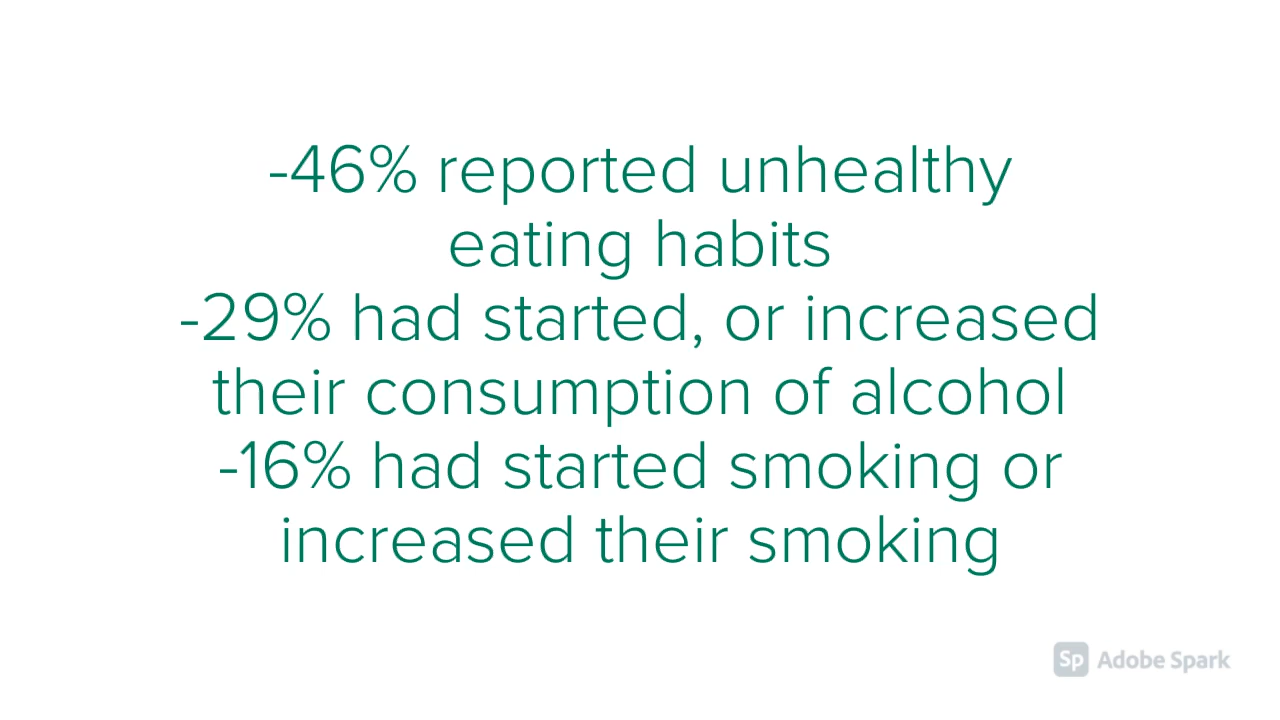 -46% reported unhealthy
eating habits
-29% had started, or increased
their consumption of alcohol
-16% had started smoking or
increased their smoking
Sp Adobe Spark